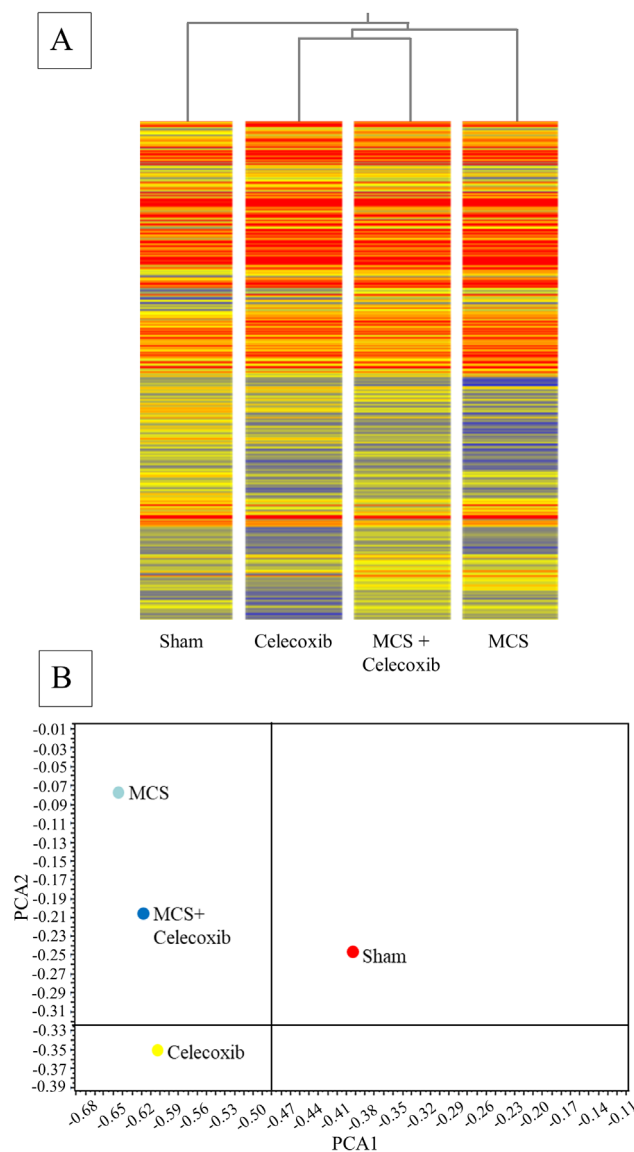 A
Sham
Celecoxib
MCS +
Celecoxib
MCS
B
-0.01
-0.03
-0.05
-0.07
-0.09
-0.11
-0.13
-0.15
-0.17
-0.19
-0.21
-0.23
-0.25
-0.27
-0.29
-0.31
-0.33
-0.35
-0.37
-0.39
PCA2
MCS
MCS+
Celecoxib
Sham
Celecoxib
-0.68 -0.65 -0.62 -0.59 -0.56 -0.53 -0.50 -0.47 -0.44 -0.41 -0.38 -0.35 -0.32 -0.29 -0.26 -0.23 -0.20 -0.17 -0.14 -0.11
PCA1